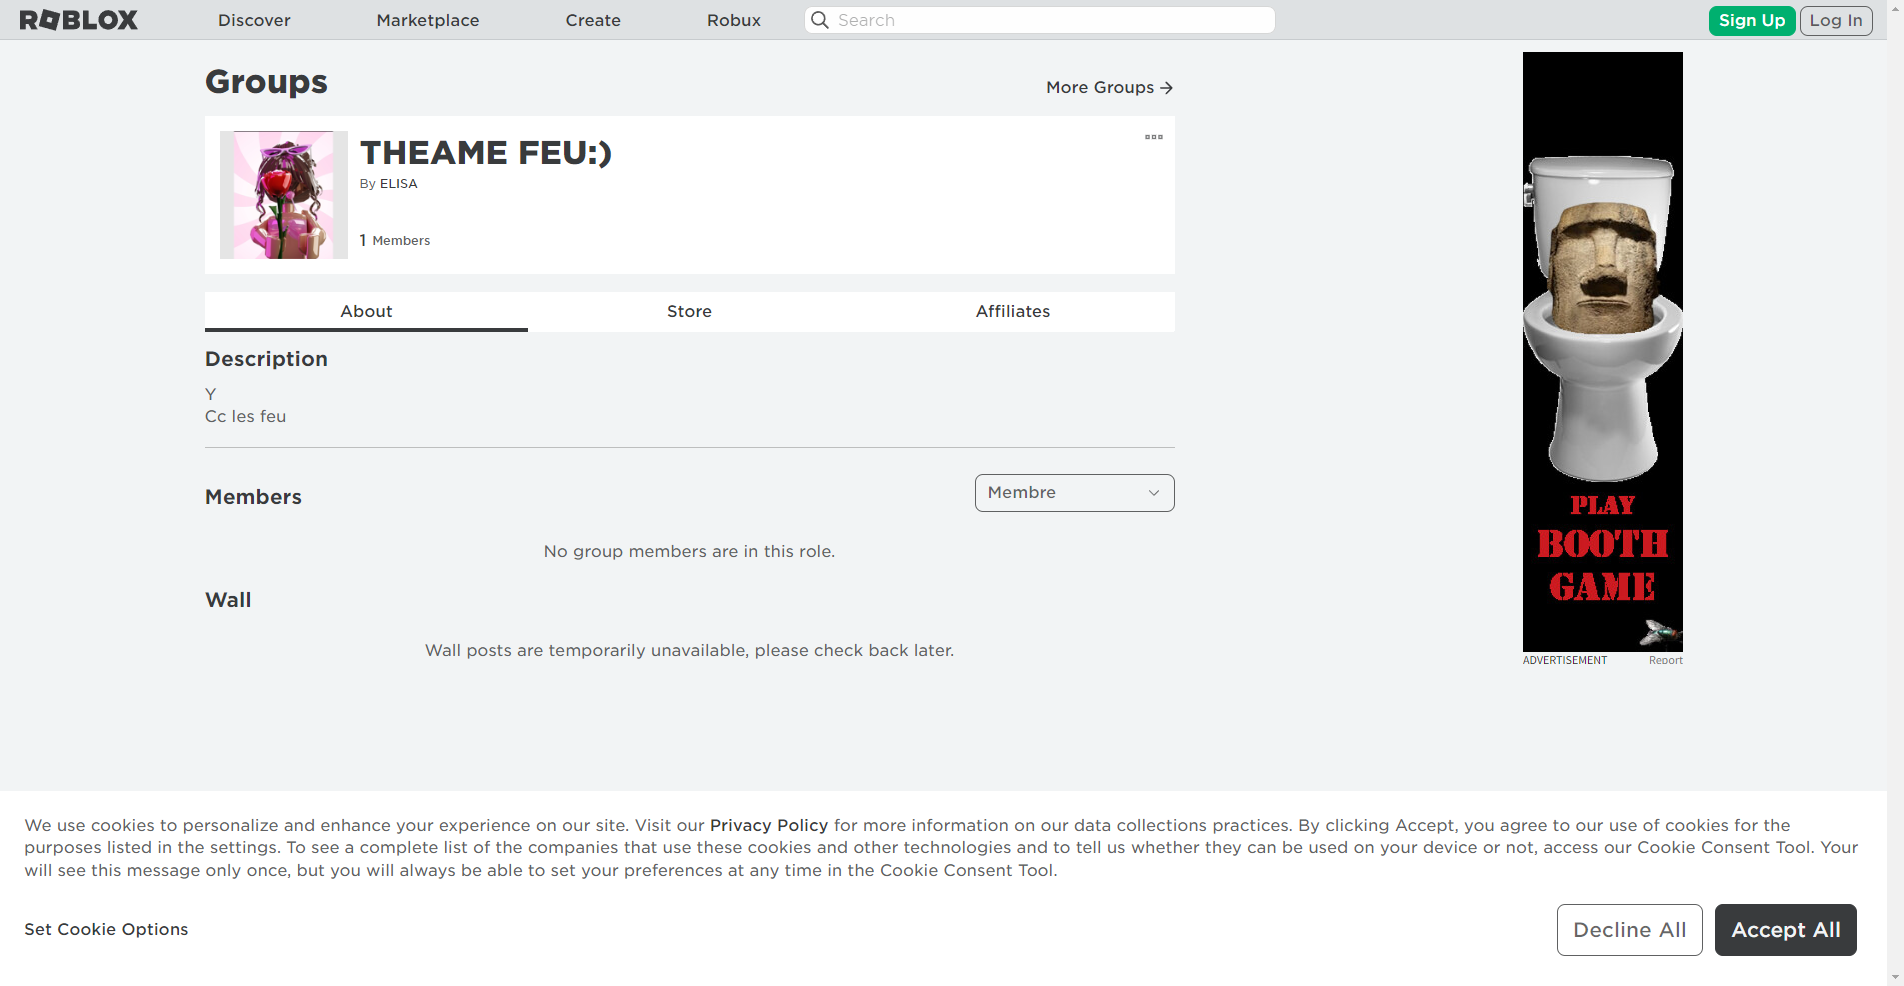 ROBLOX
Discover
Marketplace
Create
Robux
Search
Sign Up
Log In
Groups
More Groups →
THEAME FEU:)
By ELISA
1 Members
About
Store
Affiliates
Description
Y
Cc les feu
Members
Membre
No group members are in this role.
Wall
Wall posts are temporarily unavailable, please check back later.
PLAY
BOOTH
GAME
ADVERTISEMENT
Report
We use cookies to personalize and enhance your experience on our site. Visit our Privacy Policy for more information on our data collections practices. By clicking Accept, you agree to our use of cookies for the
purposes listed in the settings. To see a complete list of the companies that use these cookies and other technologies and to tell us whether they can be used on your device or not, access our Cookie Consent Tool. Your
will see this message only once, but you will always be able to set your preferences at any time in the Cookie Consent Tool.
Set Cookie Options
Decline All
Accept All